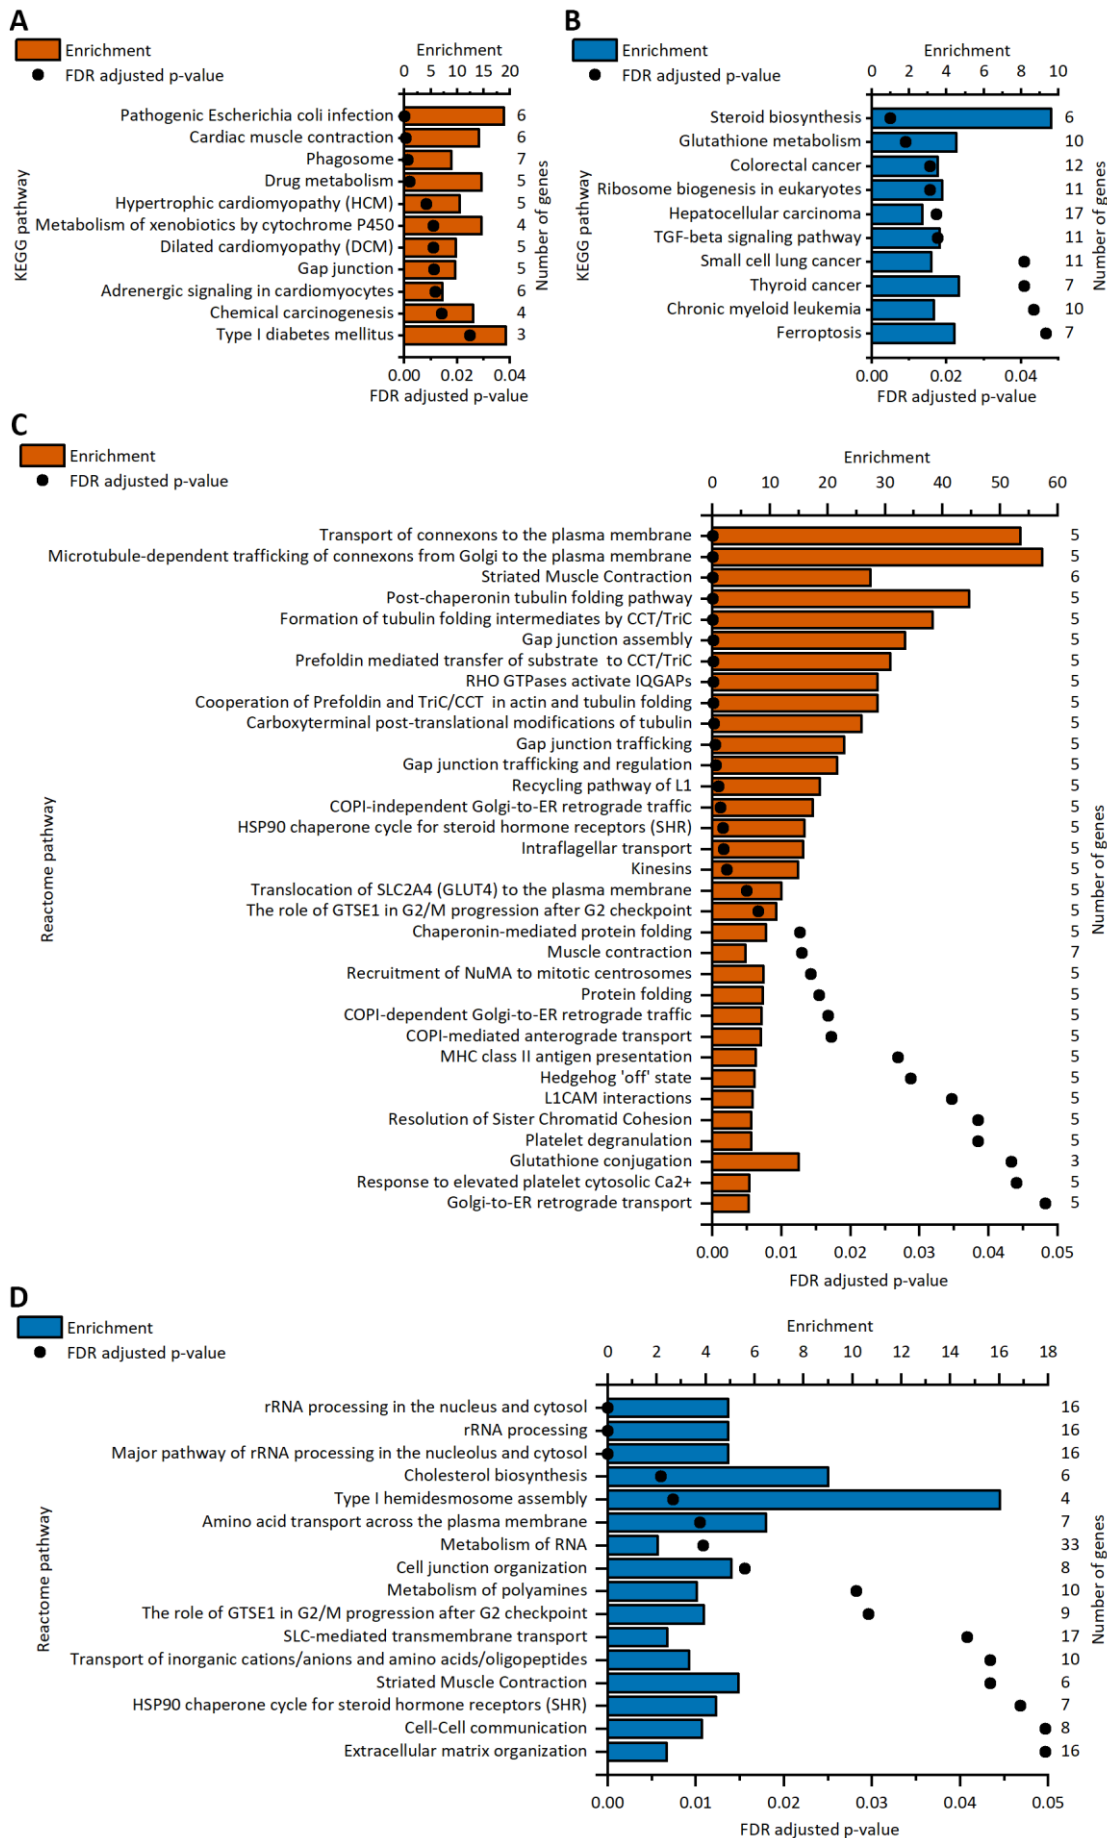 A
Enrichment
FDR adjusted p-value
Enrichment
0 5 10 15 20
Pathogenic Escherichia coli infection 6
Cardiac muscle contraction 6
Phagosome 7
Drug metabolism 5
Hypertrophic cardiomyopathy (HCM) 5
Metabolism of xenobiotics by cytochrome P450 4
Dilated cardiomyopathy (DCM) 5
Gap junction 5
Adrenergic signaling in cardiomyocytes 6
Chemical carcinogenesis 4
Type I diabetes mellitus 3
KEGG pathway
Number of genes
0.00 0.02 0.04
FDR adjusted p-value
B
Enrichment
FDR adjusted p-value
Enrichment
0 2 4 6 8 10
Steroid biosynthesis 6
Glutathione metabolism 10
Colorectal cancer 12
Ribosome biogenesis in eukaryotes 11
Hepatocellular carcinoma 17
TGF-beta signaling pathway 11
Small cell lung cancer 11
Thyroid cancer 7
Chronic myeloid leukemia 10
Ferroptosis 7
KEGG pathway
Number of genes
0.00 0.02 0.04
FDR adjusted p-value
C
Enrichment
FDR adjusted p-value
Enrichment
0 10 20 30 40 50 60
Transport of connexons to the plasma membrane 5
Microtubule-dependent trafficking of connexons from Golgi to the plasma membrane 5
Striated Muscle Contraction 6
Post-chaperonin tubulin folding pathway 5
Formation of tubulin folding intermediates by CCT/TriC 5
Gap junction assembly 5
Prefoldin mediated transfer of substrate to CCT/TriC 5
RHO GTPases activate IQGAPs 5
Cooperation of Prefoldin and TriC/CCT in actin and tubulin folding 5
Carboxyterminal post-translational modifications of tubulin 5
Gap junction trafficking 5
Gap junction trafficking and regulation 5
Recycling pathway of L1 5
COPI-independent Golgi-to-ER retrograde traffic 5
HSP90 chaperone cycle for steroid hormone receptors (SHR) 5
Intraflagellar transport 5
Kinesins 5
Translocation of SLC2A4 (GLUT4) to the plasma membrane 5
The role of GTSE1 in G2/M progression after G2 checkpoint 5
Chaperonin-mediated protein folding 5
Muscle contraction 7
Recruitment of NuMA to mitotic centrosomes 5
Protein folding 5
COPI-dependent Golgi-to-ER retrograde traffic 5
COPI-mediated anterograde transport 5
MHC class II antigen presentation 5
Hedgehog 'off' state 5
L1CAM interactions 5
Resolution of Sister Chromatid Cohesion 5
Platelet degranulation 5
Glutathione conjugation 3
Response to elevated platelet cytosolic Ca2+ 5
Golgi-to-ER retrograde transport 5
Reactome pathway
Number of genes
0.00 0.01 0.02 0.03 0.04 0.05
FDR adjusted p-value
D
Enrichment
FDR adjusted p-value
Enrichment
0 2 4 6 8 10 12 14 16 18
rRNA processing in the nucleus and cytosol 16
rRNA processing 16
Major pathway of rRNA processing in the nucleolus and cytosol 16
Cholesterol biosynthesis 6
Type I hemidesmosome assembly 4
Amino acid transport across the plasma membrane 7
Metabolism of RNA 33
Cell junction organization 8
Metabolism of polyamines 10
The role of GTSE1 in G2/M progression after G2 checkpoint 9
SLC-mediated transmembrane transport 17
Transport of inorganic cations/anions and amino acids/oligopeptides 10
Striated Muscle Contraction 6
HSP90 chaperone cycle for steroid hormone receptors (SHR) 7
Cell-Cell communication 8
Extracellular matrix organization 16
Reactome pathway
Number of genes
0.00 0.01 0.02 0.03 0.04 0.05
FDR adjusted p-value